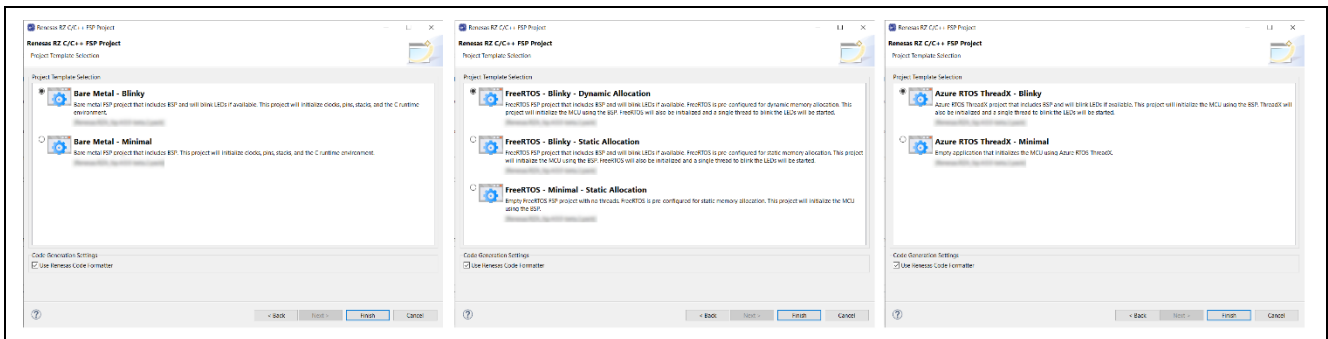 Renesas RZ C/C++ FSP Project
Renesas RZ C/C++ FSP Project
Project Template Selection
Project Template Selection
Bare Metal - Blinky
Bare metal FSP project that includes BSP and will blink LEDs if available. This project will initialize clocks, pins, stacks, and the C runtime
environment.
Bare Metal - Minimal
Bare metal FSP project that includes BSP. This project will initialize clocks, pins, stacks, and the C runtime environment.
Code Generation Settings
Use Renesas Code Formatter
< Back
Next >
Finish
Cancel
Renesas RZ C/C++ FSP Project
Renesas RZ C/C++ FSP Project
Project Template Selection
Project Template Selection
FreeRTOS - Blinky - Dynamic Allocation
FreeRTOS FSP project that includes BSP and will blink LEDs if available. FreeRTOS is pre-configured for dynamic memory allocation. This
project will initialize the MCU using the BSP. FreeRTOS will also be initialized and a single thread to blink the LEDs will be started.
FreeRTOS - Blinky - Static Allocation
FreeRTOS FSP project that includes BSP and will blink LEDs if available. FreeRTOS is pre-configured for static memory allocation. This project
will initialize the MCU using the BSP. FreeRTOS will also be initialized and a single thread to blink the LEDs will be started.
FreeRTOS - Minimal - Static Allocation
Empty FreeRTOS FSP project with no threads. FreeRTOS is pre-configured for static memory allocation. This project will initialize the MCU
using the BSP.
Code Generation Settings
Use Renesas Code Formatter
< Back
Next >
Finish
Cancel
Renesas RZ C/C++ FSP Project
Renesas RZ C/C++ FSP Project
Project Template Selection
Project Template Selection
Azure RTOS ThreadX - Blinky
Azure RTOS ThreadX project that includes BSP and will blink LEDs if available. This project will initialize the MCU using the BSP. ThreadX will
also be initialized and a single thread to blink the LEDs will be started.
Azure RTOS ThreadX - Minimal
Empty application that initializes the MCU using Azure RTOS ThreadX.
Code Generation Settings
Use Renesas Code Formatter
< Back
Next >
Finish
Cancel